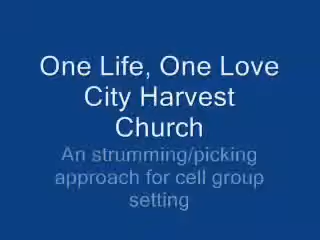 One Life, One Love
City Harvest
Church
An strumming/picking
approach for cell group
setting